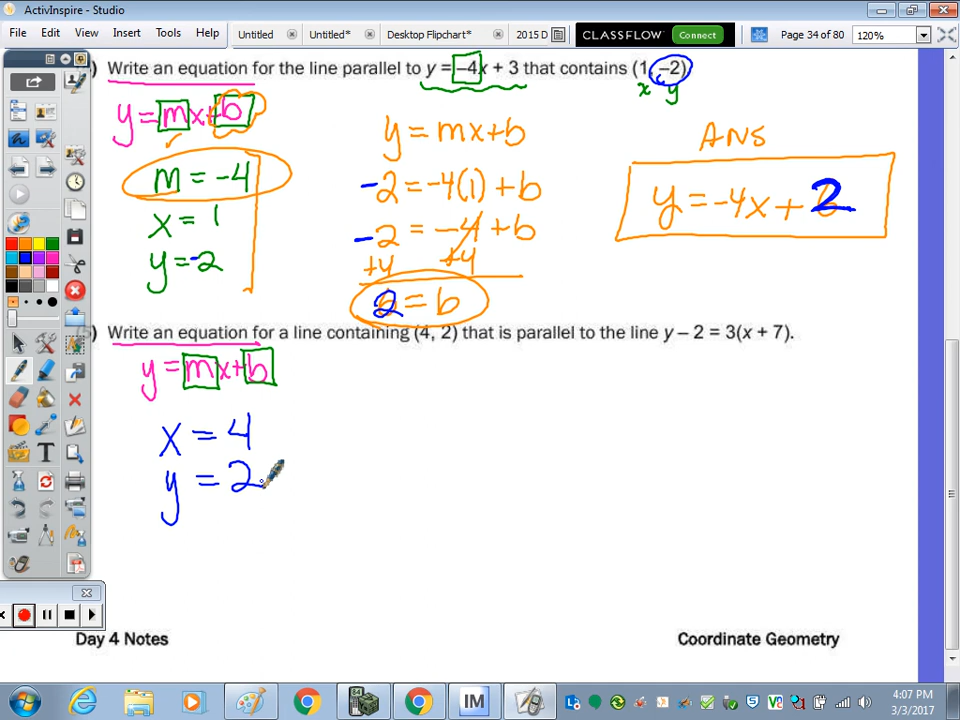 ActivInspire - Studio
File Edit View Insert Tools Help Untitled Untitled* Desktop Flipchart* 2015 D CLASSFLOW Connect Page 34 of 80 120%
) Write an equation for the line parallel to y = −4x + 3 that contains (1, −2)
x y
y = mx+b
m = -4
x = 1
y = -2
y = mx+b
-2 = -4(1) + b
-2 = -4 + b
+4 +4
2 = b
ANS
y = -4x + 2
) Write an equation for a line containing (4, 2) that is parallel to the line y – 2 = 3(x + 7).
y = mx+b
x = 4
y = 2
Day 4 Notes Coordinate Geometry
IM
4:07 PM
3/3/2017